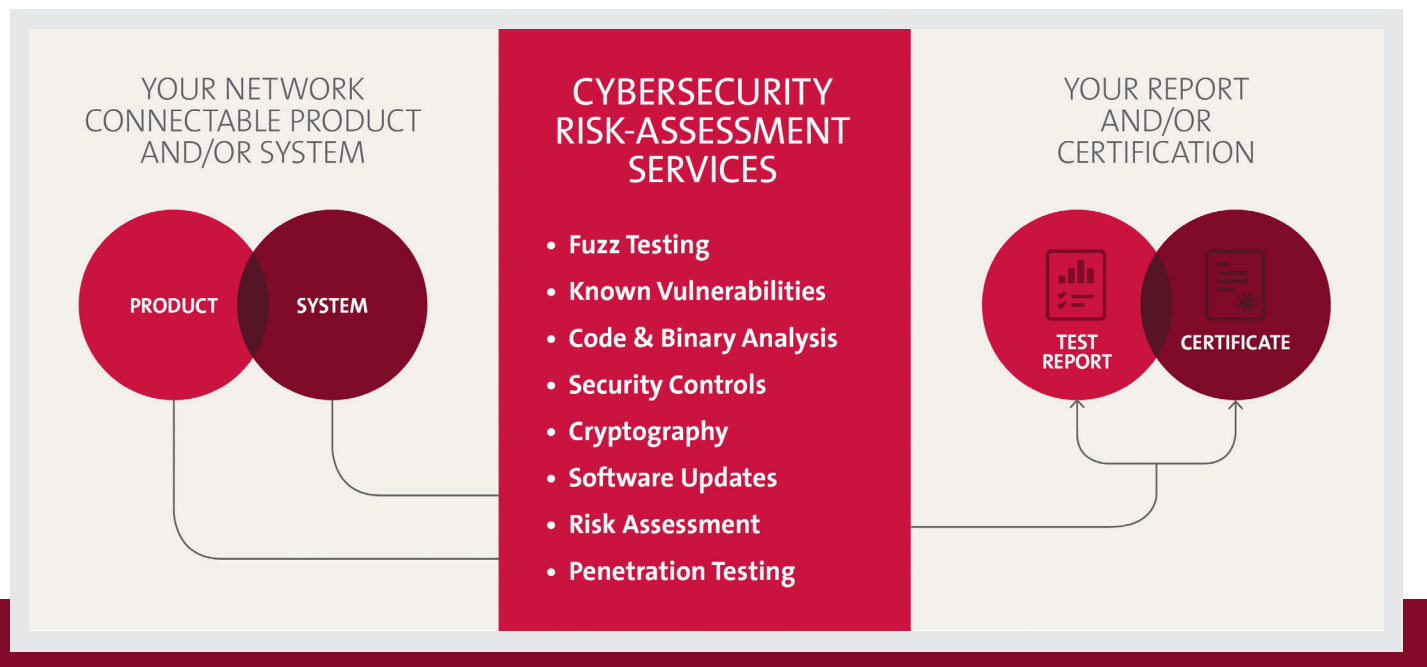 YOUR NETWORK
CONNECTABLE PRODUCT
AND/OR SYSTEM
PRODUCT
SYSTEM
CYBERSECURITY
RISK-ASSESSMENT
SERVICES
• Fuzz Testing
• Known Vulnerabilities
• Code & Binary Analysis
• Security Controls
• Cryptography
• Software Updates
• Risk Assessment
• Penetration Testing
YOUR REPORT
AND/OR
CERTIFICATION
TEST
REPORT
CERTIFICATE